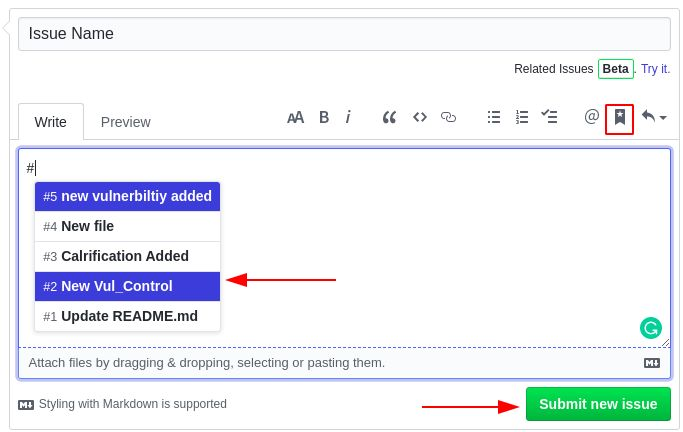 Issue Name
Related Issues Beta. Try it.
Write Preview AA B i @
#
#5 new vulnerbiltiy added
#4 New file
#3 Calrification Added
#2 New Vul_Control
#1 Update README.md
Attach files by dragging & dropping, selecting or pasting them.
Styling with Markdown is supported
Submit new issue